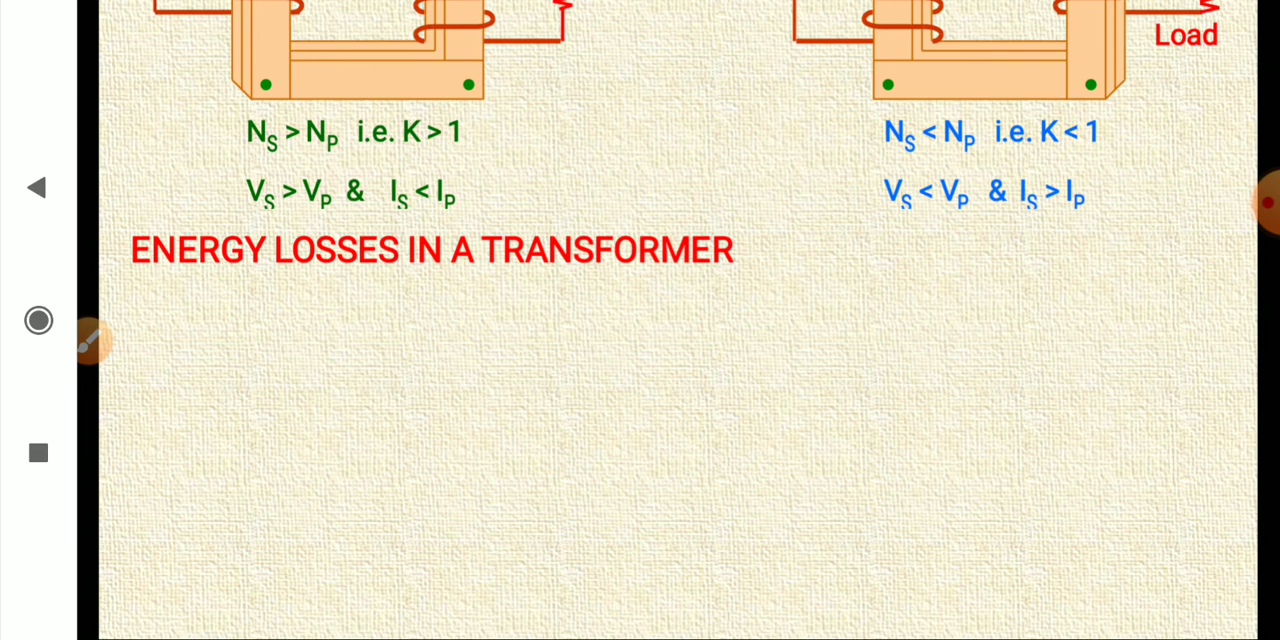 Load
NS > NP i.e. K > 1
NS < NP i.e. K < 1
VS > VP & IS < IP
VS < VP & IS > IP
ENERGY LOSSES IN A TRANSFORMER